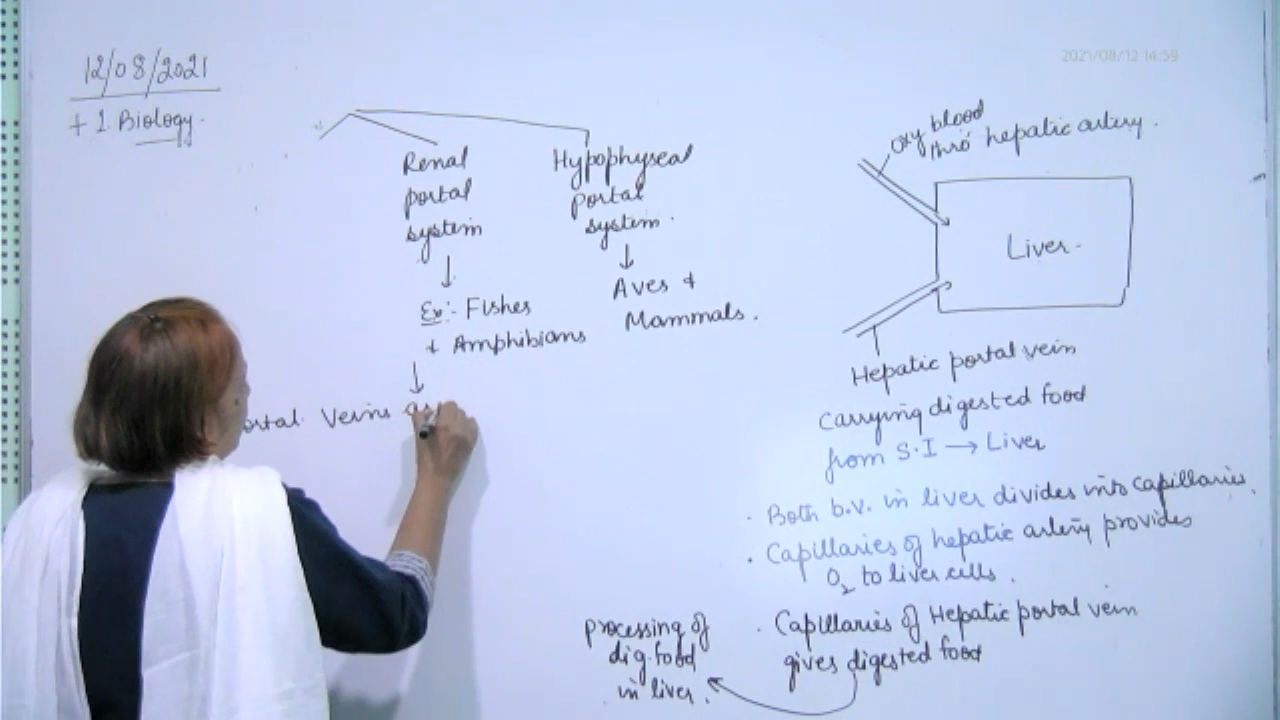 2021/08/12 14:59
12/08/2021
+ 1 Biology.
Renal
portal
system
Ex:- Fishes
+ Amphibians
Hypophyseal
portal
system.
Aves +
Mammals.
ortal Veins
Oxy blood
thro' hepatic artery.
Liver.
Hepatic portal vein
carrying digested food
from S.I → Liver
. Both b.v. in liver divides into capillaries.
. Capillaries of hepatic artery provides
O2 to liver cells.
. Capillaries of Hepatic portal vein
gives digested food
processing of
dig. food
in liver.